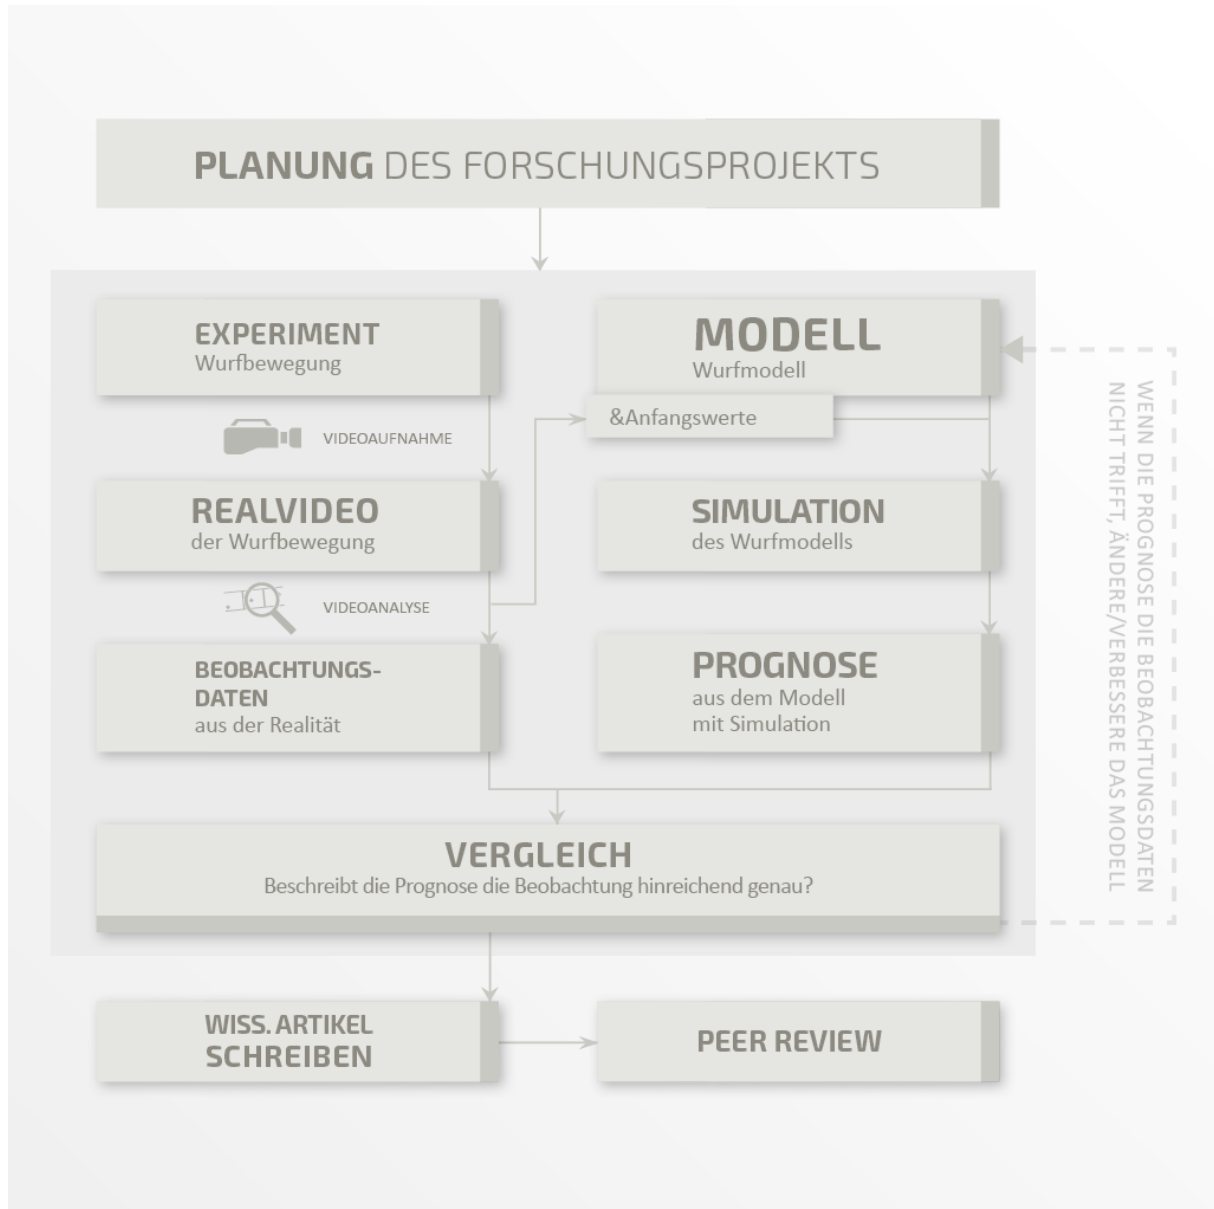 PLANUNG DES FORSCHUNGSPROJEKTS
EXPERIMENT
Wurfbewegung
MODELL
Wurfmodell
&Anfangswerte
VIDEOAUFNAHME
REALVIDEO
der Wurfbewegung
SIMULATION
des Wurfmodells
VIDEOANALYSE
BEOBACHTUNGS-
DATEN
aus der Realität
PROGNOSE
aus dem Modell
mit Simulation
WENN DIE PROGNOSE DIE BEOBACHTUNGSDATEN
NICHT TRIFFT, ÄNDERE/VERBESSERE DAS MODELL
VERGLEICH
Beschreibt die Prognose die Beobachtung hinreichend genau?
WISS. ARTIKEL
SCHREIBEN
PEER REVIEW